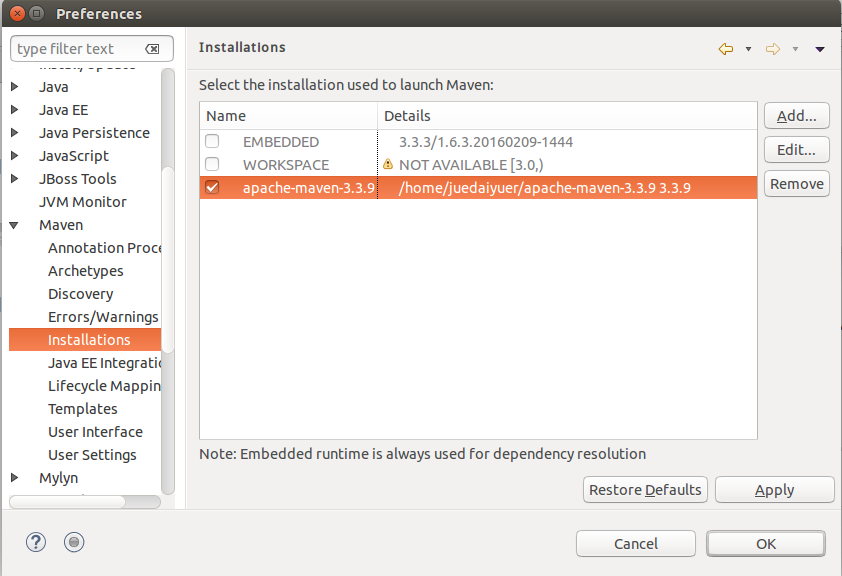 Preferences
type filter text
Installations
Java
Java EE
Java Persistence
JavaScript
JBoss Tools
JVM Monitor
Maven
Annotation Proce
Archetypes
Discovery
Errors/Warnings
Installations
Java EE Integratio
Lifecycle Mappin
Templates
User Interface
User Settings
Mylyn
Select the installation used to launch Maven:
Name Details
EMBEDDED 3.3.3/1.6.3.20160209-1444
WORKSPACE NOT AVAILABLE [3.0,)
apache-maven-3.3.9 /home/juedaiyuer/apache-maven-3.3.9 3.3.9
Add...
Edit...
Remove
Note: Embedded runtime is always used for dependency resolution
Restore Defaults Apply
Cancel OK